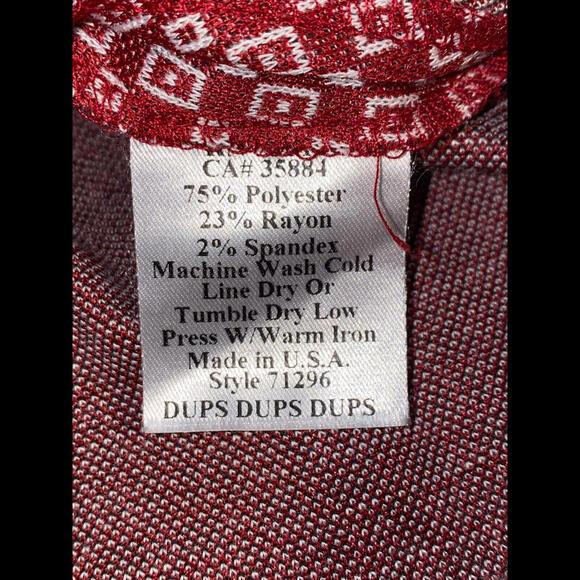 CA# 35884
75% Polyester
23% Rayon
2% Spandex
Machine Wash Cold
Line Dry Or
Tumble Dry Low
Press W/Warm Iron
Made in U.S.A.
Style 71296
DUPS DUPS DUPS